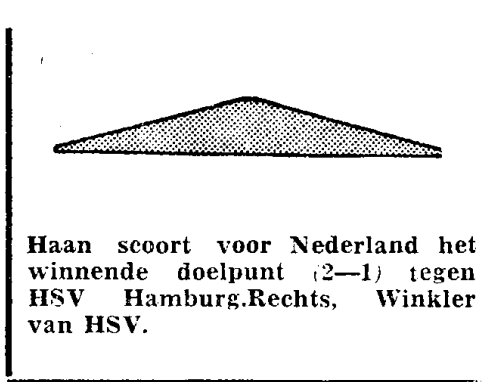 Haan scoort voor Nederland het
winnende doelpunt (2—1) tegen
HSV Hamburg.Rechts, Winkler
van HSV.